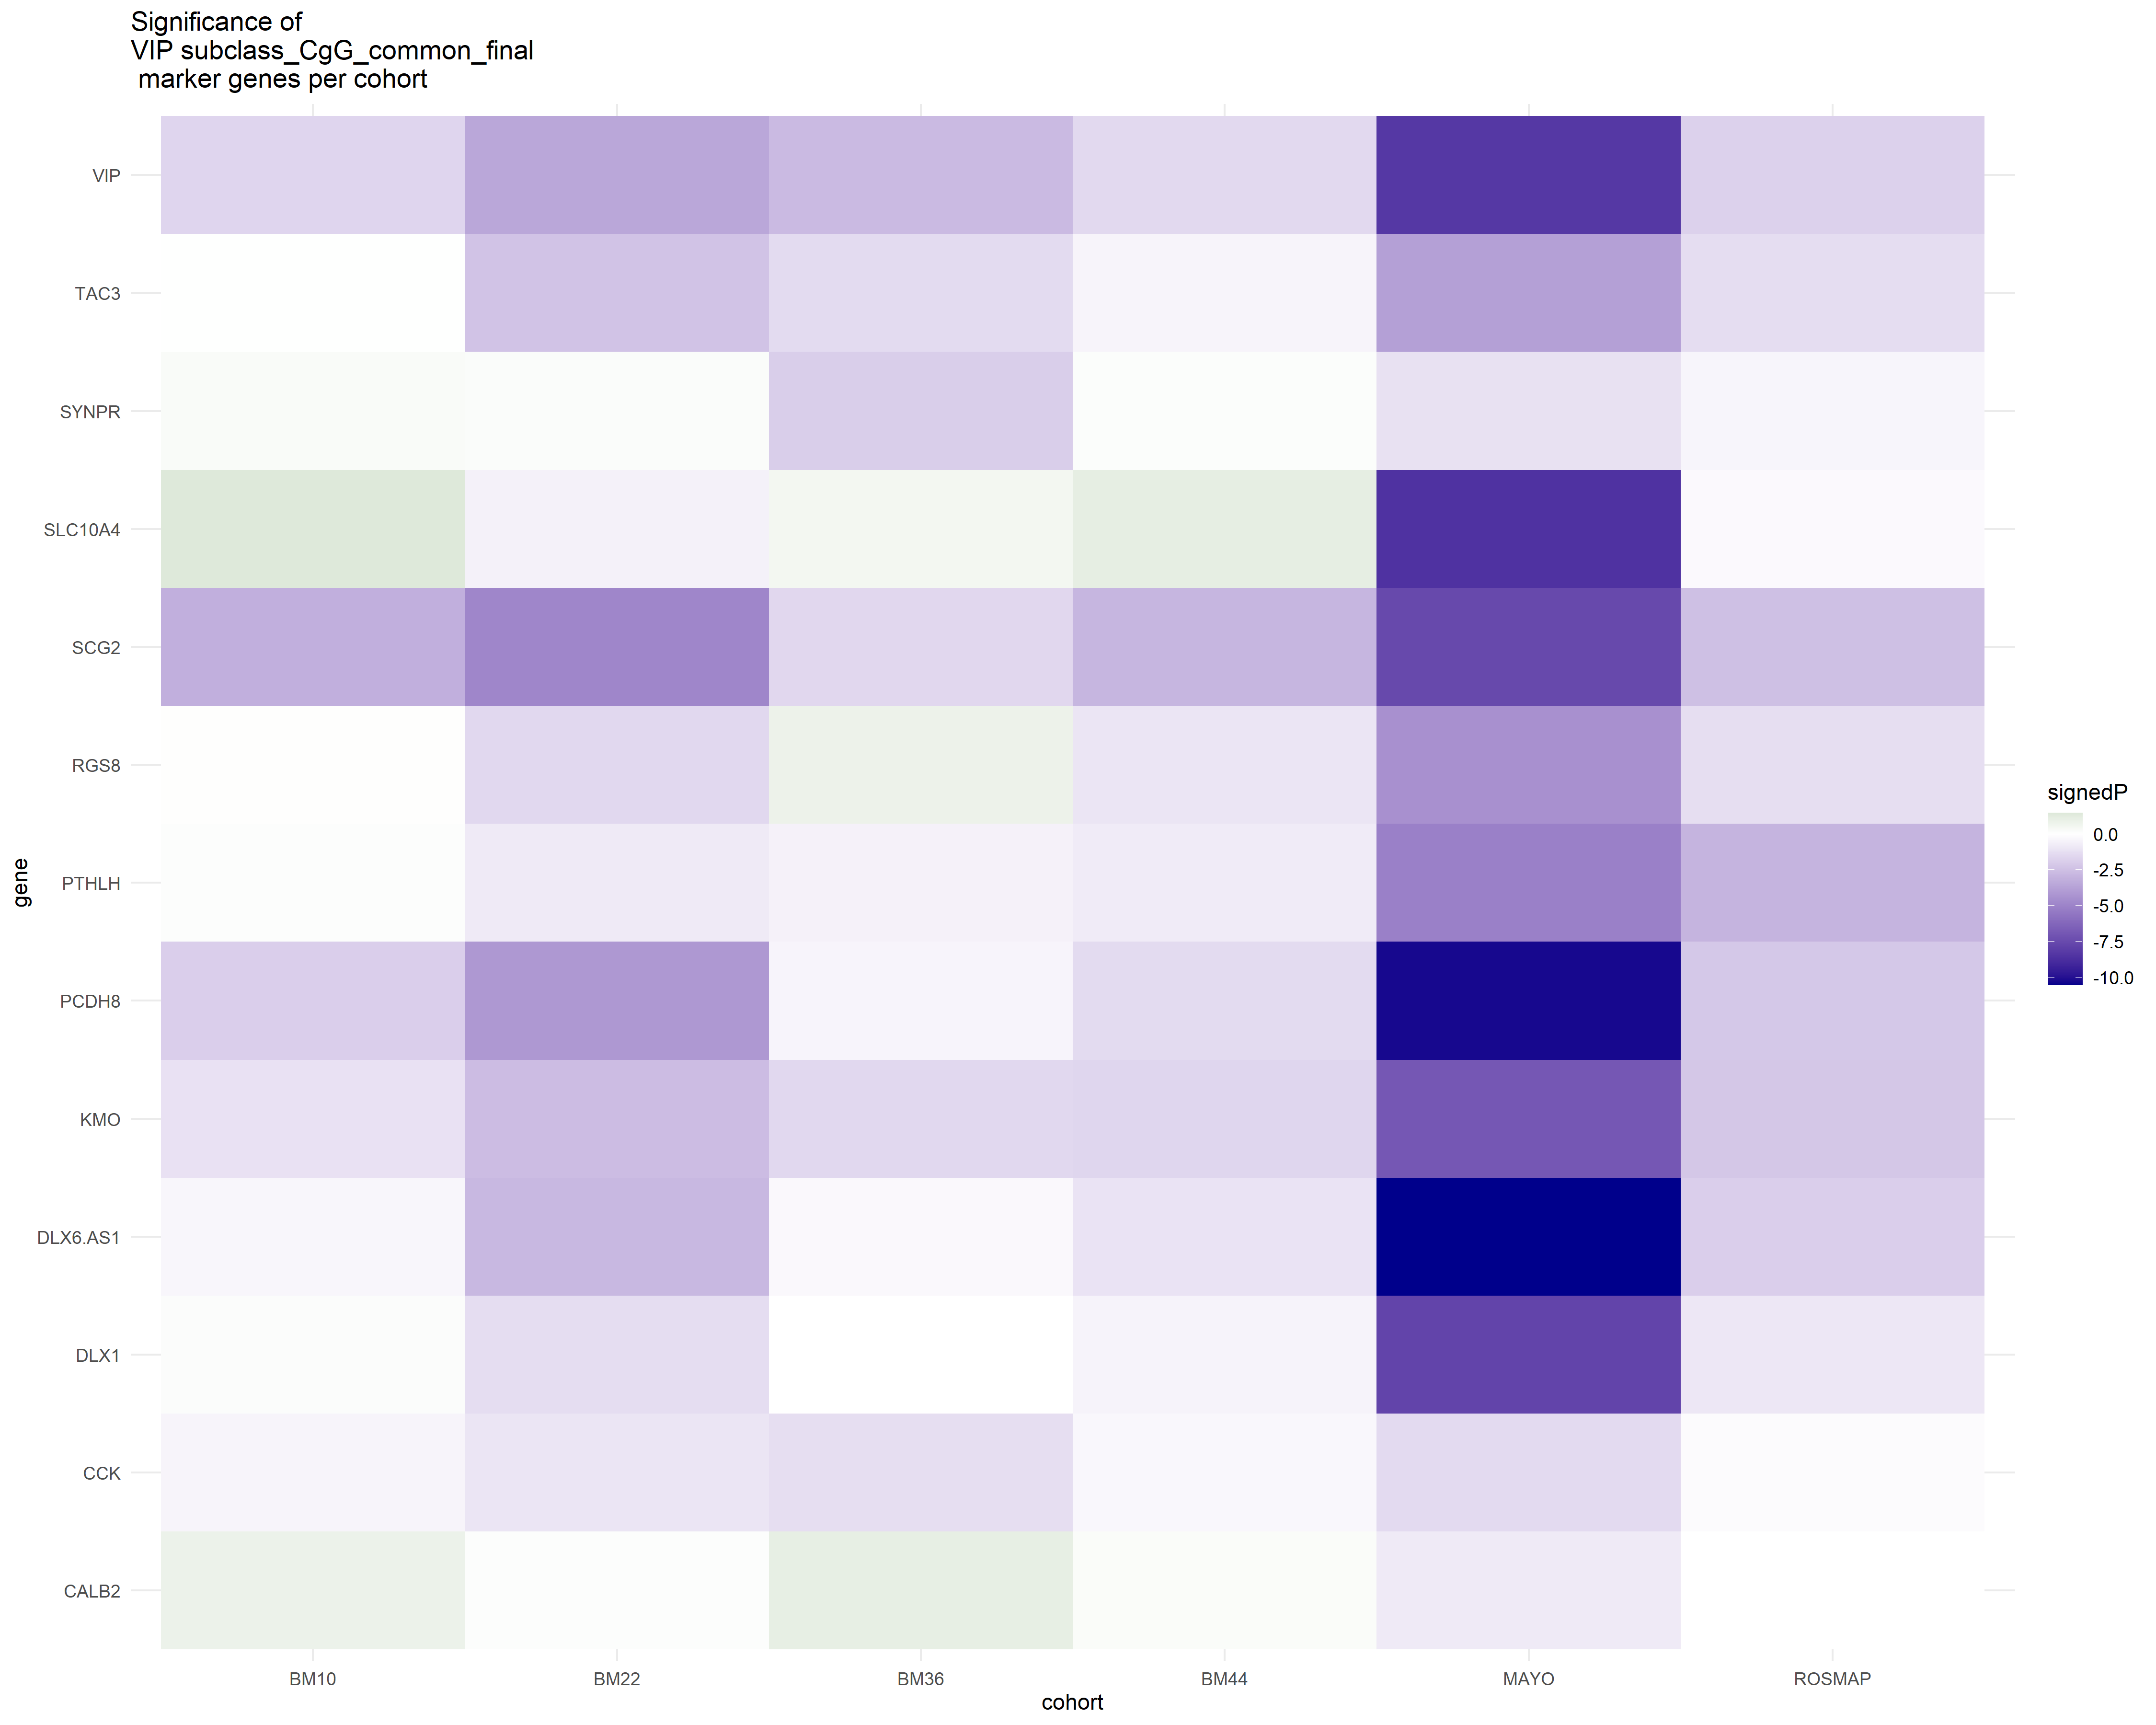 Significance of
VIP subclass_CgG_common_final
marker genes per cohort
gene
VIP
TAC3
SYNPR
SLC10A4
SCG2
RGS8
PTHLH
PCDH8
KMO
DLX6.AS1
DLX1
CCK
CALB2
BM10
BM22
BM36
BM44
MAYO
ROSMAP
cohort
signedP
0.0
-2.5
-5.0
-7.5
-10.0